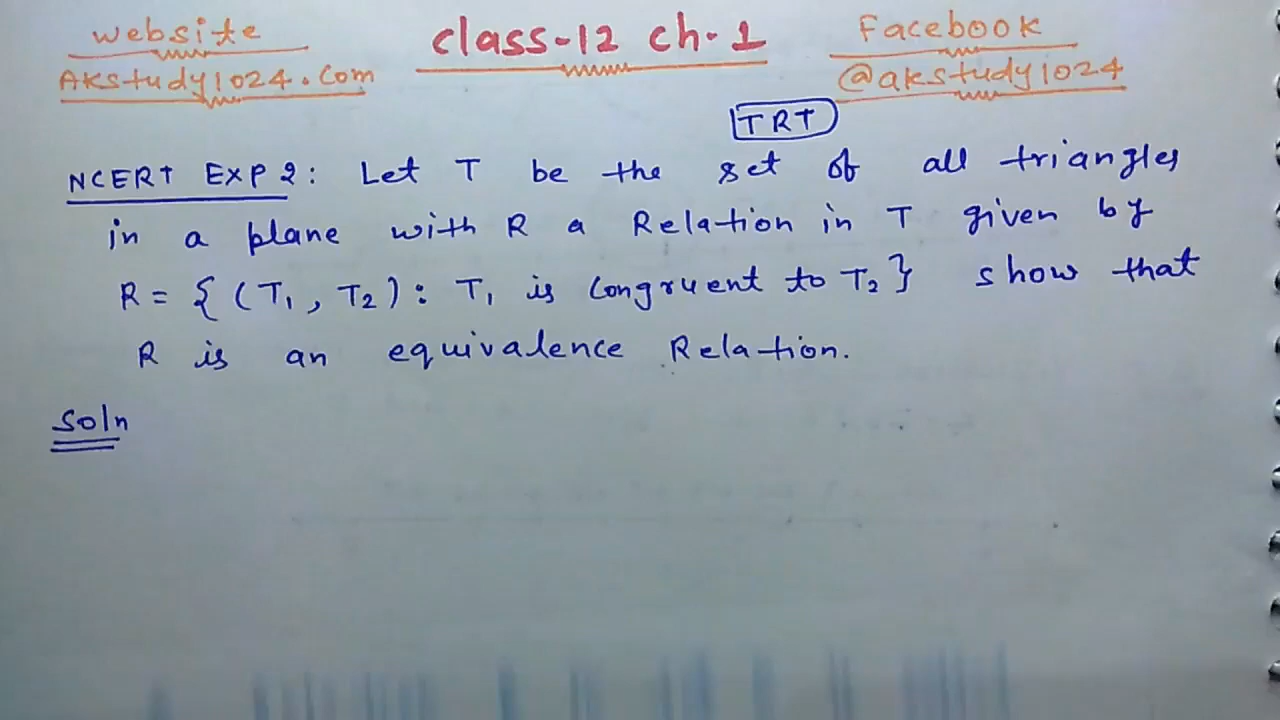 website
AKstudy1024.com
class-12 ch.1
Facebook
@akstudy1024
TRT
NCERT EXP 2: Let T be the set of all triangles
in a plane with R a Relation in T given by
R = { (T₁, T₂) : T₁ is congruent to T₂} show that
R is an equivalence Relation.
Soln